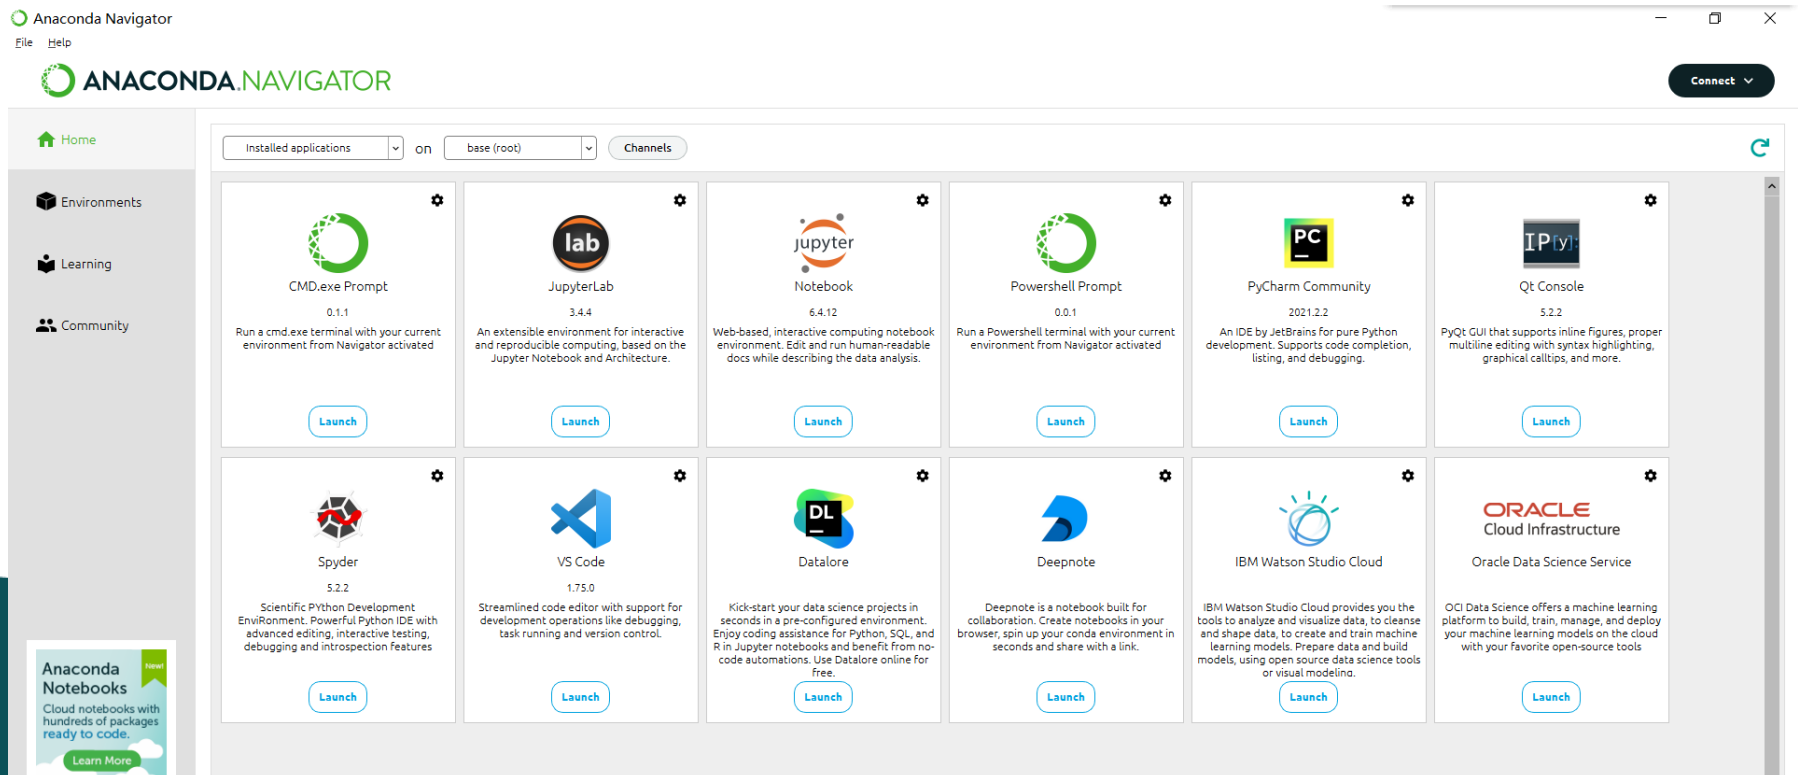 Anaconda Navigator
File Help
ANACONDA.NAVIGATOR
Connect
Home
Environments
Learning
Community
Installed applications on base (root) Channels
CMD.exe Prompt
0.1.1
Run a cmd.exe terminal with your current
environment from Navigator activated
Launch
lab
JupyterLab
3.4.4
An extensible environment for interactive
and reproducible computing, based on the
Jupyter Notebook and Architecture.
Launch
jupyter
Notebook
6.4.12
Web-based, interactive computing notebook
environment. Edit and run human-readable
docs while describing the data analysis.
Launch
Powershell Prompt
0.0.1
Run a Powershell terminal with your current
environment from Navigator activated
Launch
PC
PyCharm Community
2021.2.2
An IDE by JetBrains for pure Python
development. Supports code completion,
listing, and debugging.
Launch
IP[y]:
Qt Console
5.2.2
PyQt GUI that supports inline figures, proper
multiline editing with syntax highlighting,
graphical calltips, and more.
Launch
Spyder
5.2.2
Scientific PYthon Development
EnviRonment. Powerful Python IDE with
advanced editing, interactive testing,
debugging and introspection features
Launch
VS Code
1.75.0
Streamlined code editor with support for
development operations like debugging,
task running and version control.
Launch
DL
Datalore
Kick-start your data science projects in
seconds in a pre-configured environment.
Enjoy coding assistance for Python, SQL, and
R in Jupyter notebooks and benefit from no-
code automations. Use Datalore online for
free.
Launch
Deepnote
Deepnote is a notebook built for
collaboration. Create notebooks in your
browser, spin up your conda environment in
seconds and share with a link.
Launch
IBM Watson Studio Cloud
IBM Watson Studio Cloud provides you the
tools to analyze and visualize data, to cleanse
and shape data, to create and train machine
learning models. Prepare data and build
models, using open source data science tools
or visual modeling.
Launch
ORACLE
Cloud Infrastructure
Oracle Data Science Service
OCI Data Science offers a machine learning
platform to build, train, manage, and deploy
your machine learning models on the cloud
with your favorite open-source tools
Launch
New!
Anaconda
Notebooks
Cloud notebooks with
hundreds of packages
ready to code.
Learn More